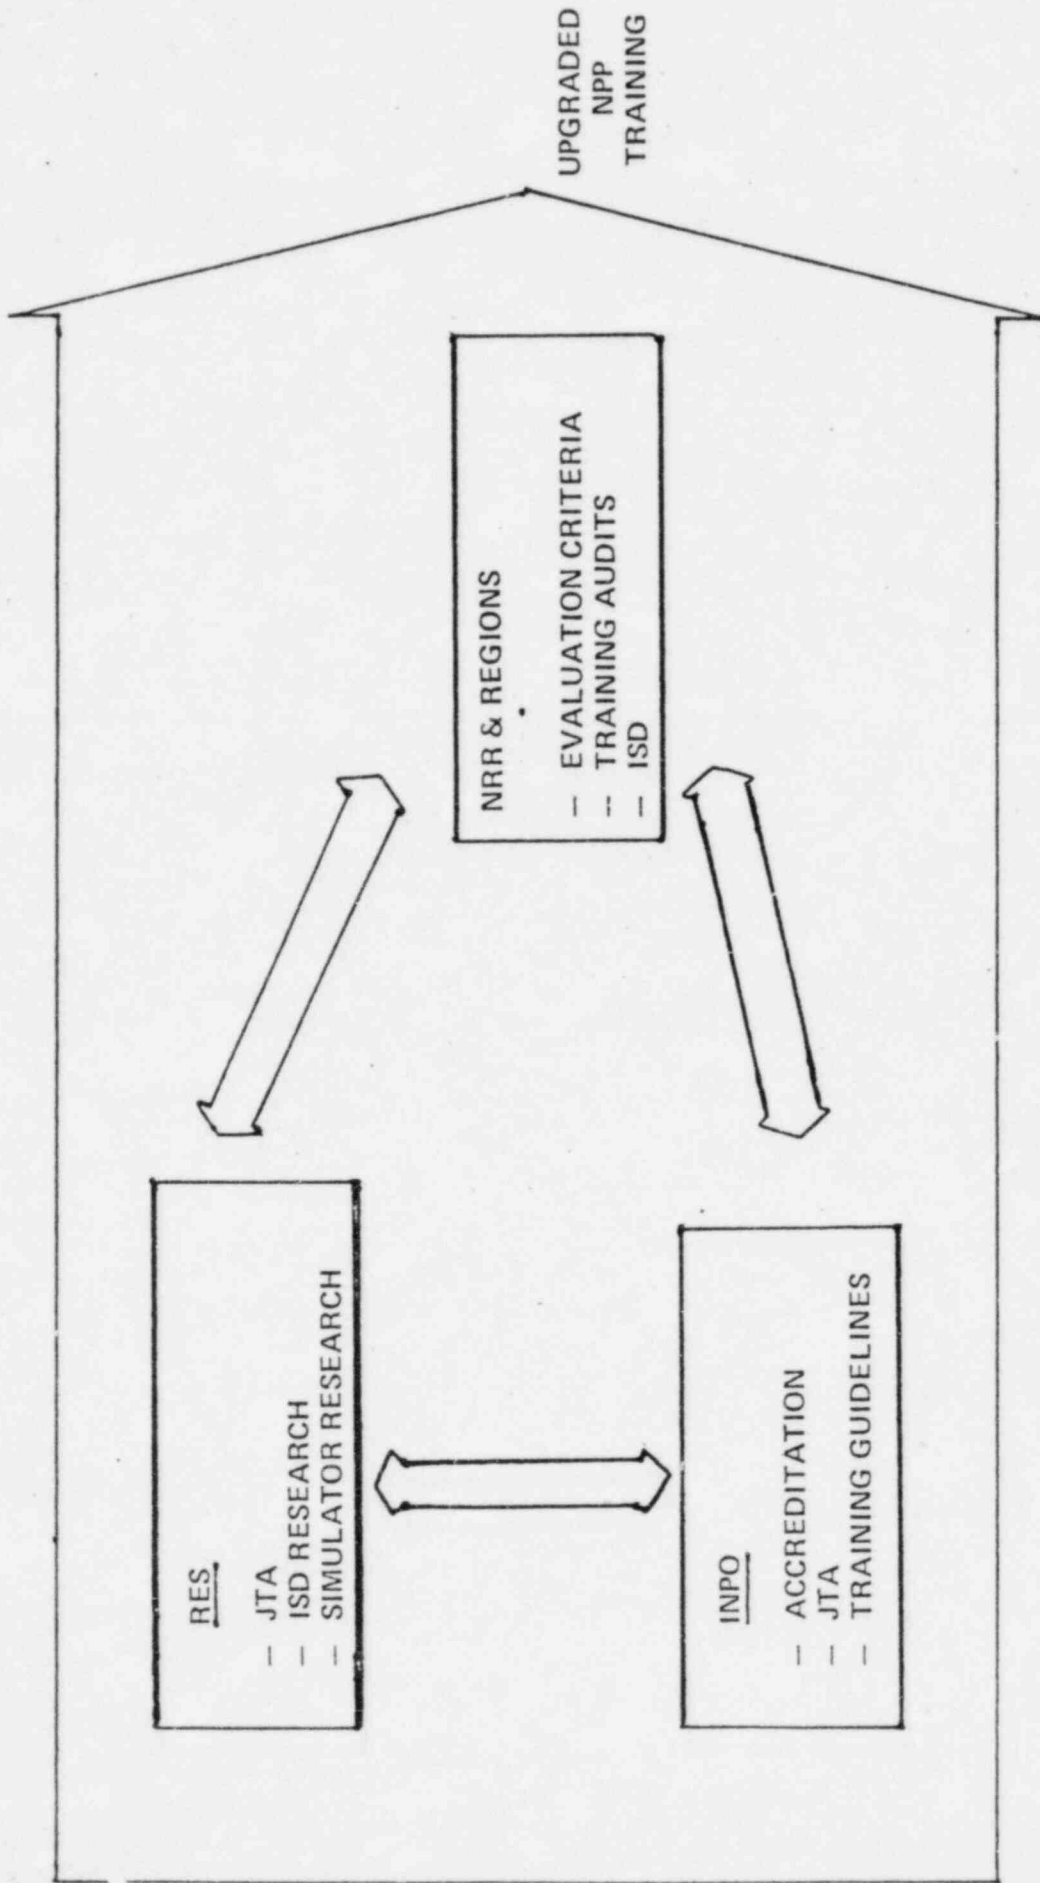 RES
-- JTA
-- ISD RESEARCH
-- SIMULATOR RESEARCH
INPO
-- ACCREDITATION
-- JTA
-- TRAINING GUIDELINES
NRR & REGIONS
-- EVALUATION CRITERIA
-- TRAINING AUDITS
-- ISD
UPGRADED
NPP
TRAINING